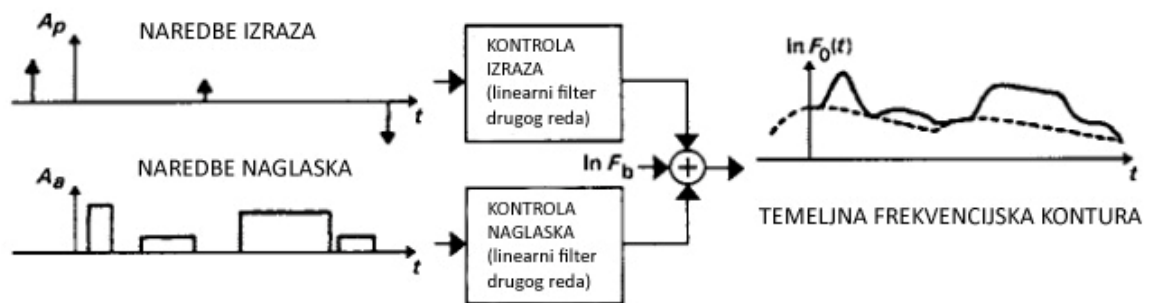 Ap
NAREDBE IZRAZA
t
KONTROLA
IZRAZA
(linearni filter
drugog reda)
ln Fb
+
Aa
NAREDBE NAGLASKA
t
KONTROLA
NAGLASKA
(linearni filter
drugog reda)
ln F0(t)
t
TEMELJNA FREKVENCIJSKA KONTURA